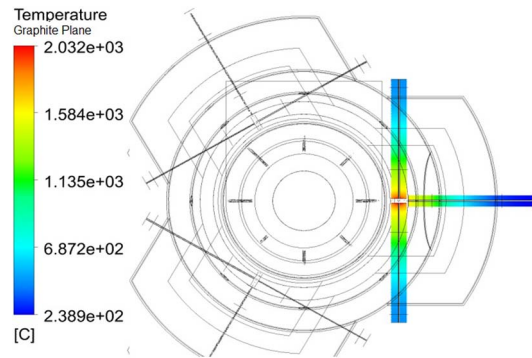 Temperature
Graphite Plane
2.032e+03
1.584e+03
1.135e+03
6.872e+02
2.389e+02
[C]